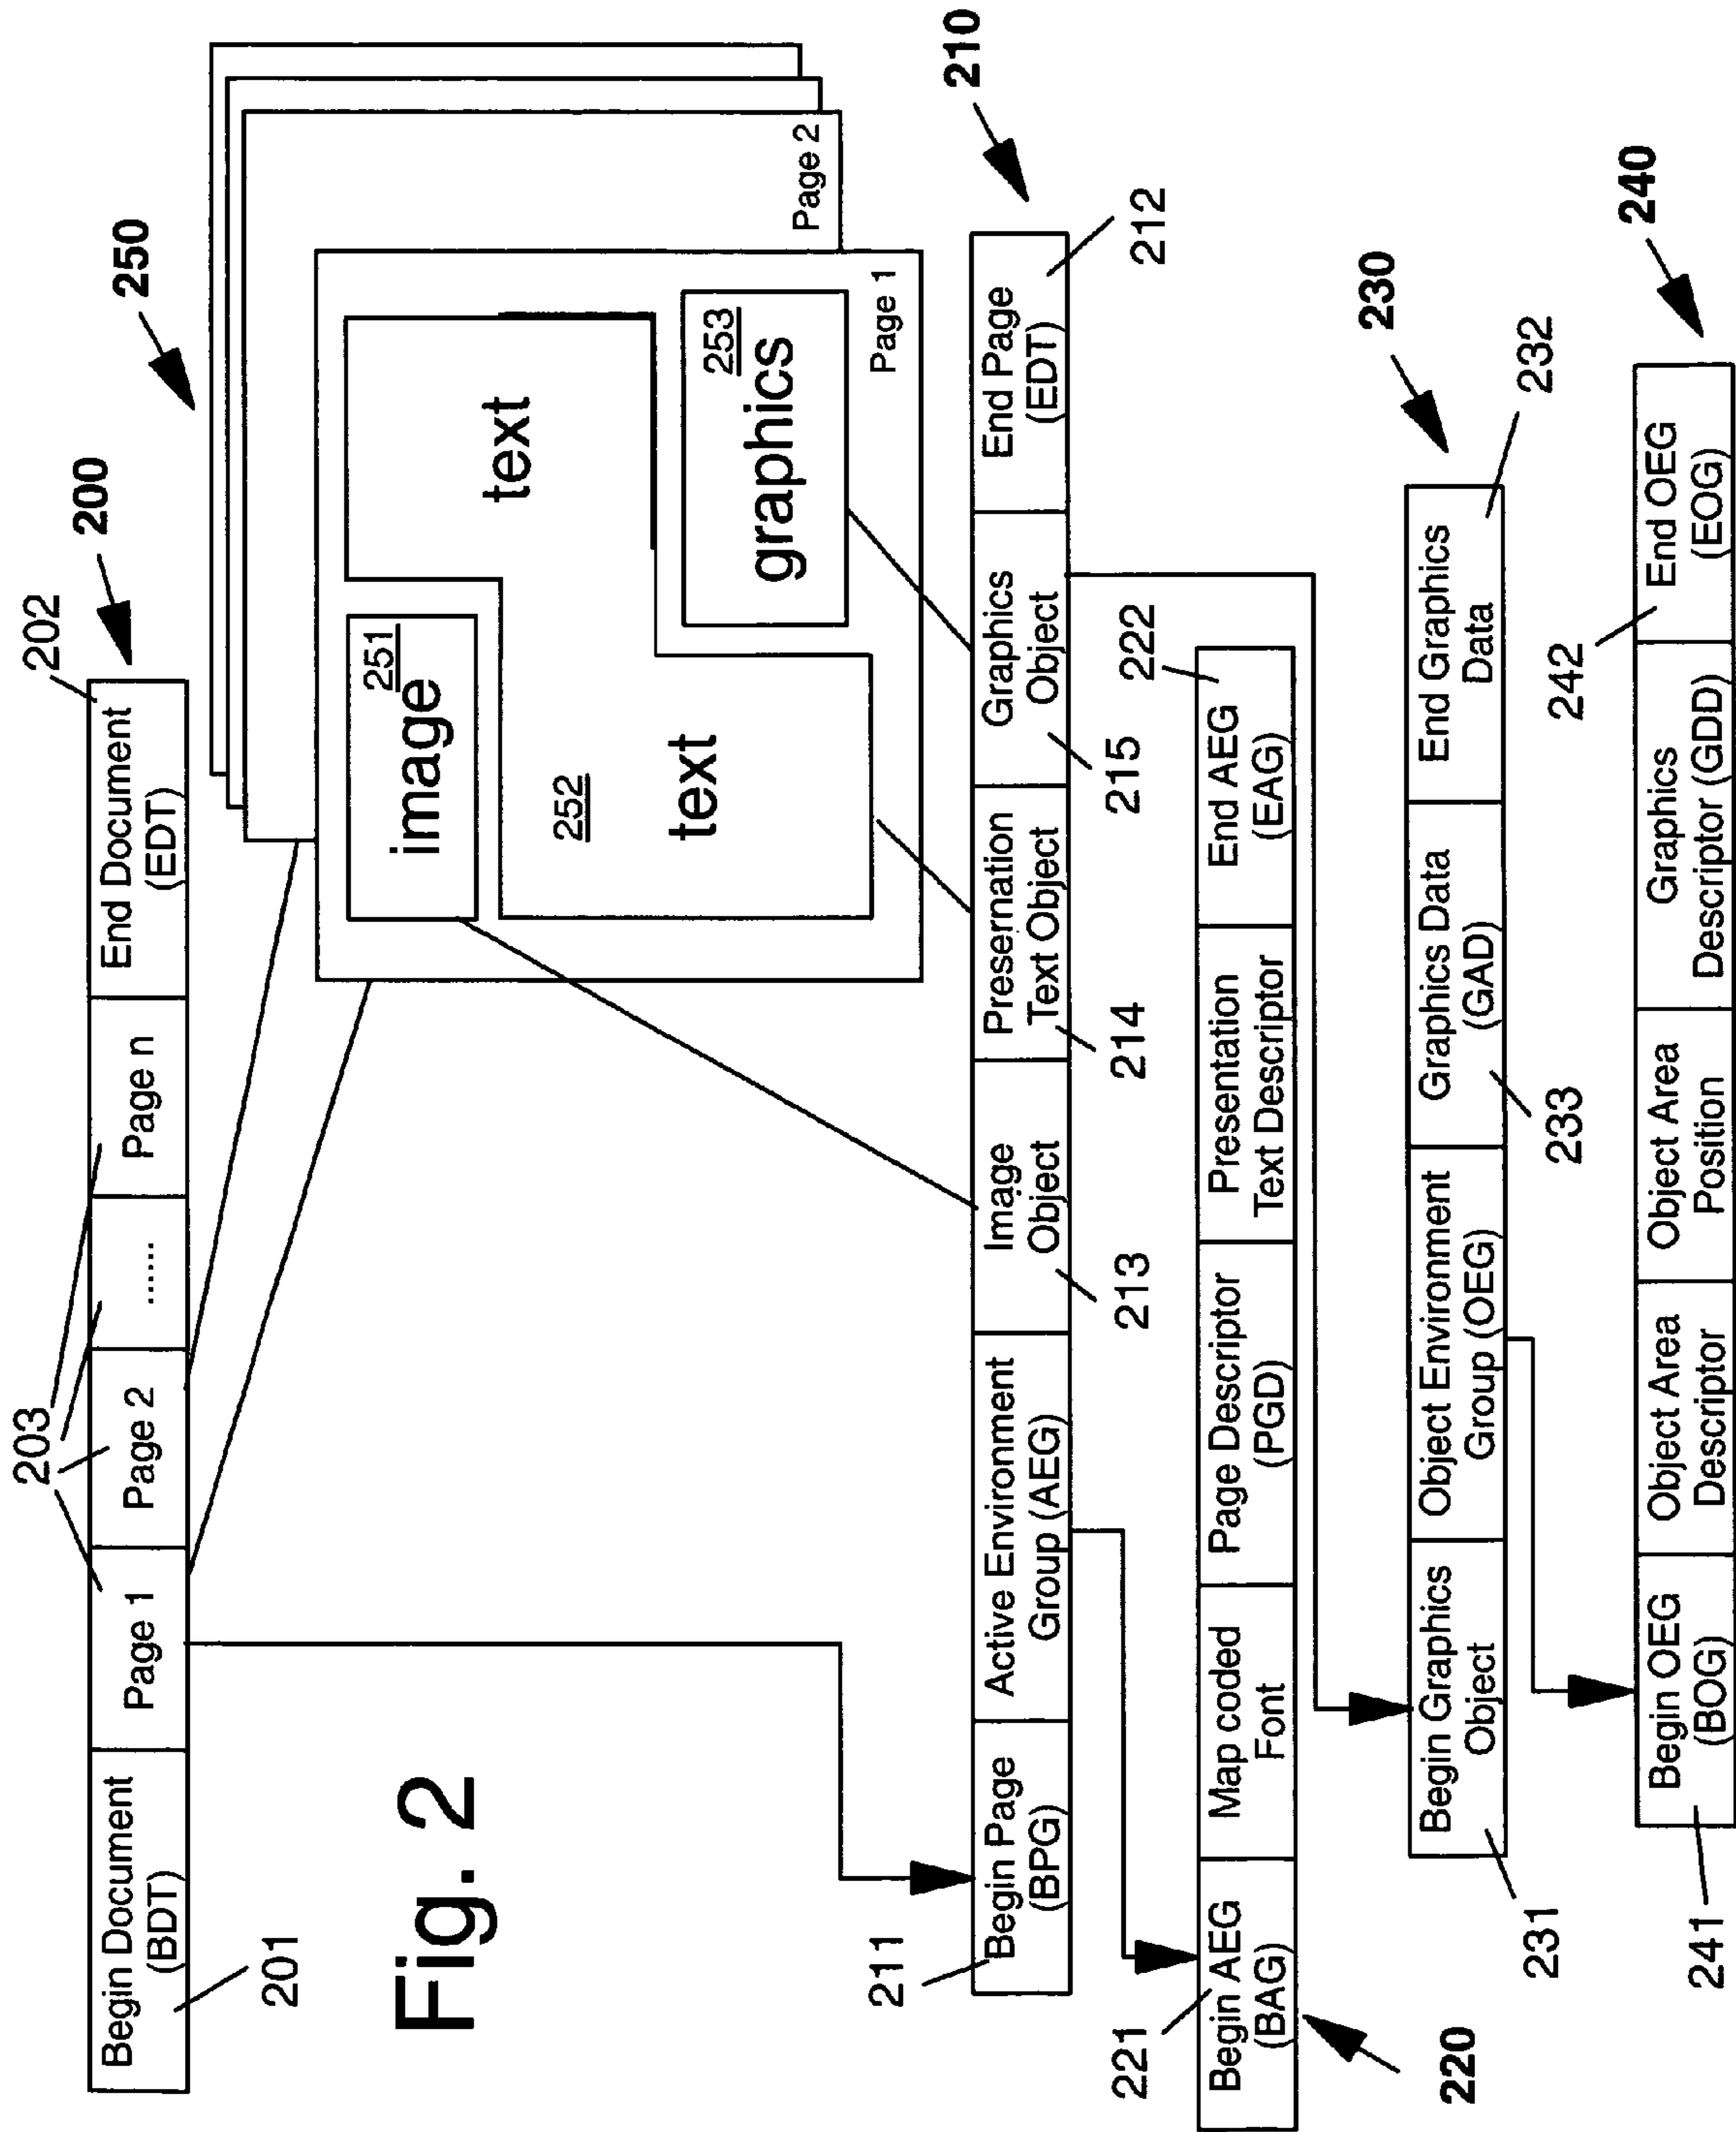 Begin Document
(BDT)
Page 1
Page 2
.....
Page n
End Document
(EDT)
201
203
202
200
250
Fig. 2
image
251
text
252
text
graphics
253
Page 1
Page 2
210
Begin Page
(BPG)
Active Environment
Group (AEG)
Image
Object
Presernation
Text Object
Graphics
Object
End Page
(EDT)
211
213
214
215
212
Begin AEG
(BAG)
Map coded
Font
Page Descriptor
(PGD)
Presentation
Text Descriptor
End AEG
(EAG)
221
222
220
Begin Graphics
Object
Object Environment
Group (OEG)
Graphics Data
(GAD)
End Graphics
Data
231
233
232
230
Begin OEG
(BOG)
Object Area
Descriptor
Object Area
Position
Graphics
Descriptor (GDD)
End OEG
(EOG)
241
242
240